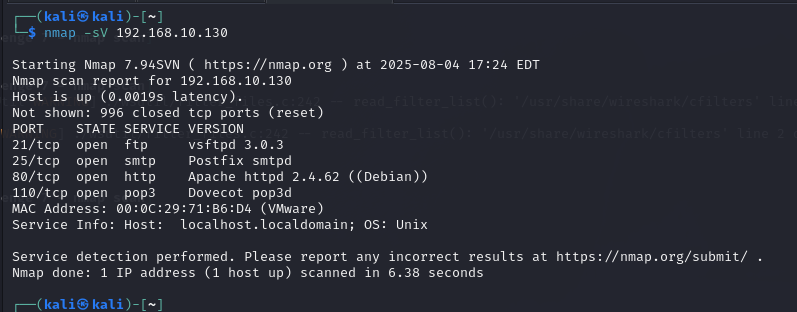 ┌──(kali㉿kali)-[~]
└─$ nmap -sV 192.168.10.130
Starting Nmap 7.94SVN ( https://nmap.org ) at 2025-08-04 17:24 EDT
Nmap scan report for 192.168.10.130
Host is up (0.0019s latency).
Not shown: 996 closed tcp ports (reset)
PORT    STATE SERVICE VERSION
21/tcp  open  ftp     vsftpd 3.0.3
25/tcp  open  smtp    Postfix smtpd
80/tcp  open  http    Apache httpd 2.4.62 ((Debian))
110/tcp open  pop3    Dovecot pop3d
MAC Address: 00:0C:29:71:B6:D4 (VMware)
Service Info: Host:  localhost.localdomain; OS: Unix
Service detection performed. Please report any incorrect results at https://nmap.org/submit/ .
Nmap done: 1 IP address (1 host up) scanned in 6.38 seconds
┌──(kali㉿kali)-[~]